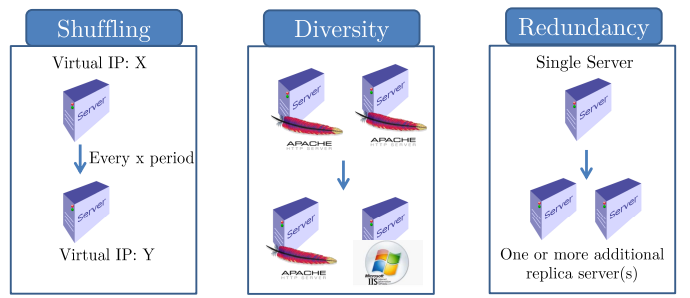 Shuffling
Virtual IP: X
Server
Every x period
Server
Virtual IP: Y
Diversity
Server
Server
APACHE
HTTP SERVER
APACHE
HTTP SERVER
Server
Server
APACHE
HTTP SERVER
Microsoft
IIS
Redundancy
Single Server
Server
Server
Server
One or more additional
replica server(s)